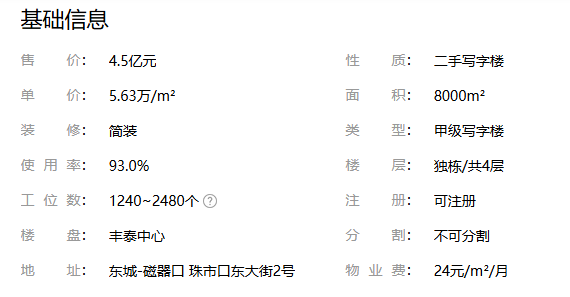 基础信息
售价： 4.5亿元 性质： 二手写字楼
单价： 5.63万/m² 面积： 8000m²
装修： 简装 类型： 甲级写字楼
使用率： 93.0% 楼层： 独栋/共4层
工位数： 1240~2480个 ? 注册： 可注册
楼盘： 丰泰中心 分割： 不可分割
地址： 东城-磁器口 珠市口东大街2号 物业费： 24元/m²/月